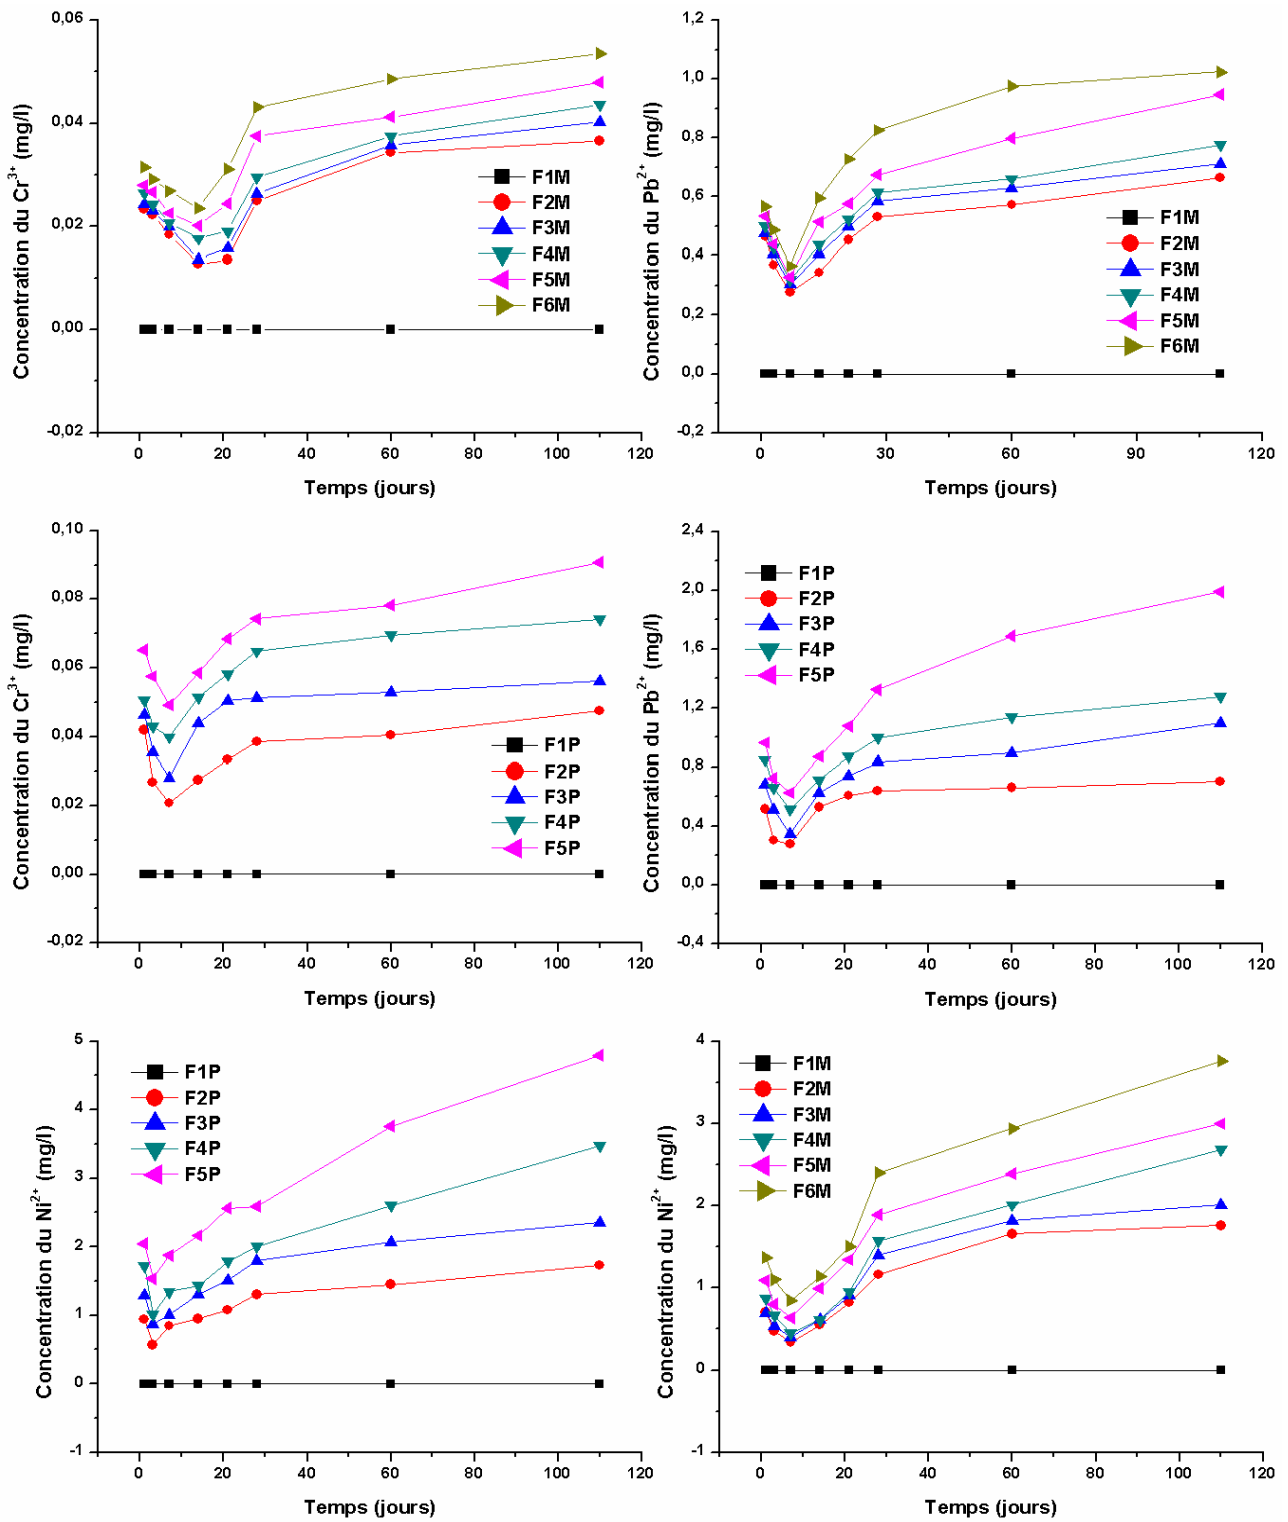 0,06
0,04
0,02
0,00
-0,02
Concentration du Cr³⁺ (mg/l)
F1M
F2M
F3M
F4M
F5M
F6M
0 20 40 60 80 100 120
Temps (jours)
1,2
1,0
0,8
0,6
0,4
0,2
0,0
-0,2
Concentration du Pb²⁺ (mg/l)
F1M
F2M
F3M
F4M
F5M
F6M
0 30 60 90 120
Temps (jours)
0,10
0,08
0,06
0,04
0,02
0,00
-0,02
Concentration du Cr³⁺ (mg/l)
F1P
F2P
F3P
F4P
F5P
0 20 40 60 80 100 120
Temps (jours)
2,4
2,0
1,6
1,2
0,8
0,4
0,0
-0,4
Concentration du Pb²⁺ (mg/l)
F1P
F2P
F3P
F4P
F5P
0 20 40 60 80 100 120
Temps (jours)
5
4
3
2
1
0
-1
Concentration du Ni²⁺ (mg/l)
F1P
F2P
F3P
F4P
F5P
0 20 40 60 80 100 120
Temps (jours)
4
3
2
1
0
-1
Concentration du Ni²⁺ (mg/l)
F1M
F2M
F3M
F4M
F5M
F6M
0 20 40 60 80 100 120
Temps (jours)